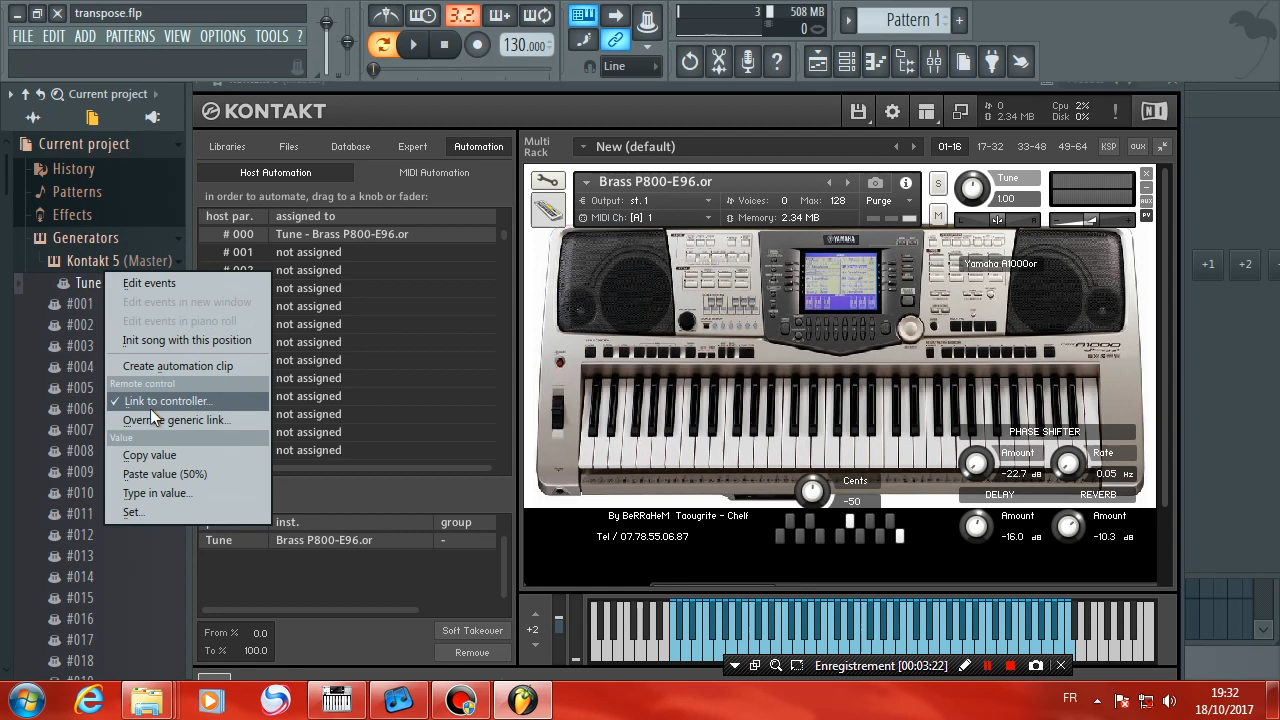 transpose.flp
FILE EDIT ADD PATTERNS VIEW OPTIONS TOOLS ?
3.2.
130.000
Line
3
508 MB
0
Pattern 1
Current project
Current project
History
Patterns
Effects
Generators
Kontakt 5 (Master)
Tune
#001
#002
#003
#004
#005
#006
#007
#008
#009
#010
#011
#012
#013
#014
#015
#016
#017
#018
Edit events
Edit events in new window
Edit events in piano roll
Init song with this position
Create automation clip
Remote control
Link to controller...
Override generic link...
Value
Copy value
Paste value (50%)
Type in value...
Set...
KONTAKT
Libraries Files Database Expert Automation
Host Automation MIDI Automation
in order to automate, drag a knob or fader:
host par. assigned to
# 000 Tune - Brass P800-E96.or
# 001 not assigned
not assigned
not assigned
not assigned
not assigned
not assigned
not assigned
not assigned
not assigned
not assigned
not assigned
not assigned
inst. group
Tune Brass P800-E96.or -
From % 0.0
To % 100.0
Soft Takeover
Remove
0
2.34 MB
Cpu 2%
Disk 0%
Multi
Rack
New (default)
01-16 17-32 33-48 49-64 KSP aux
Brass P800-E96.or
Output: st. 1
Voices: 0 Max: 128
Purge
MIDI Ch: [A] 1
Memory: 2.34 MB
S
M
Tune
1.00
AUX
PV
YAMAHA
Yamaha A1000or
A1000
PHASE SHIFTER
Amount
-22.7 dB
Rate
0.05 Hz
Cents
-50
DELAY REVERB
Amount
-16.0 dB
Amount
-10.3 dB
By BeRRaHeM Taougrite - Chelf
Tel / 07.78.55.06.87
+1 +2
+2
Enregistrement [00:03:22]
FR
19:32
18/10/2017